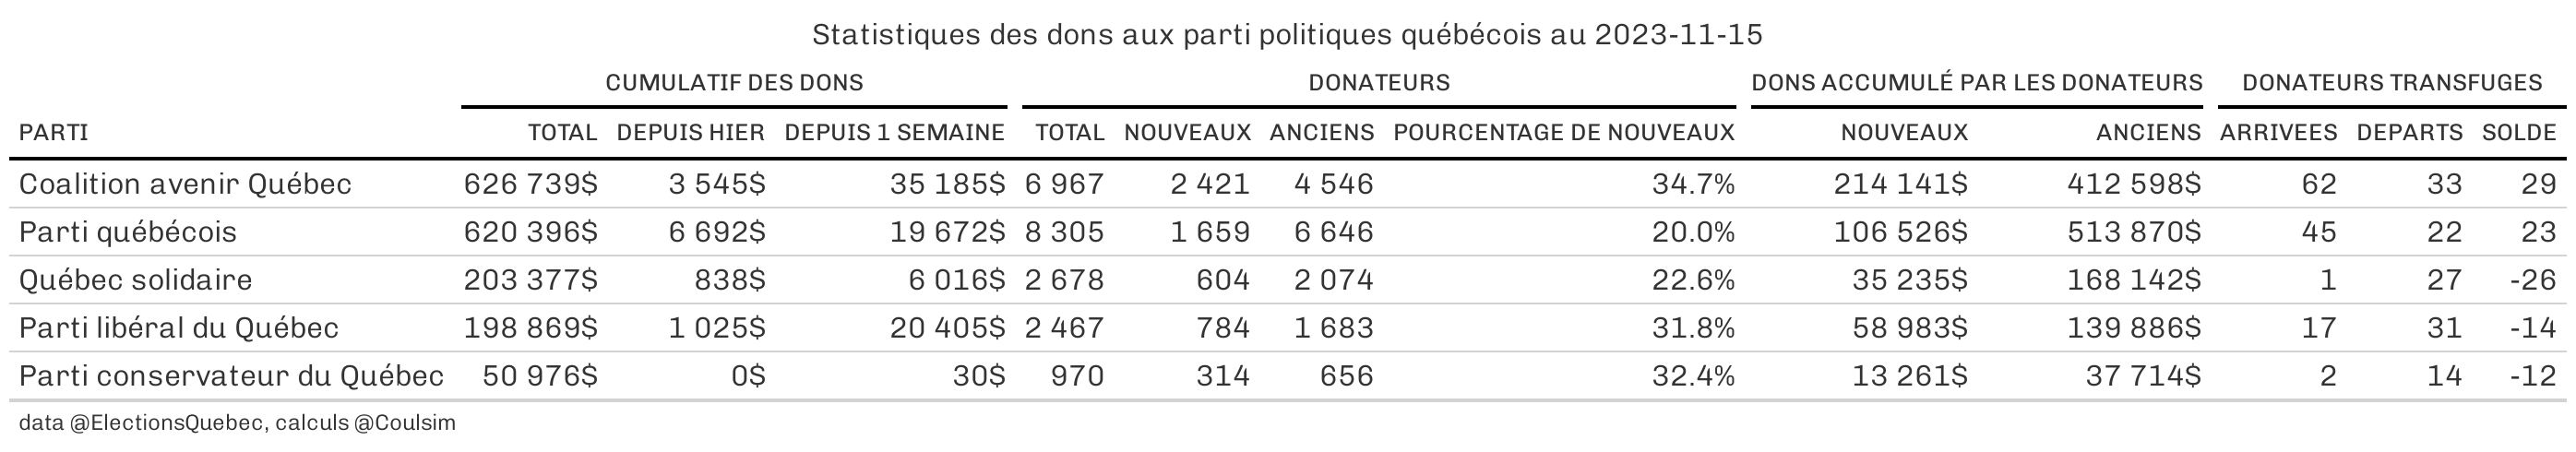 Statistiques des dons aux parti politiques québécois au 2023-11-15
CUMULATIF DES DONS DONATEURS DONS ACCUMULÉ PAR LES DONATEURS DONATEURS TRANSFUGES
PARTI TOTAL DEPUIS HIER DEPUIS 1 SEMAINE TOTAL NOUVEAUX ANCIENS POURCENTAGE DE NOUVEAUX NOUVEAUX ANCIENS ARRIVEES DEPARTS SOLDE
Coalition avenir Québec 626 739$ 3 545$ 35 185$ 6 967 2 421 4 546 34.7% 214 141$ 412 598$ 62 33 29
Parti québécois 620 396$ 6 692$ 19 672$ 8 305 1 659 6 646 20.0% 106 526$ 513 870$ 45 22 23
Québec solidaire 203 377$ 838$ 6 016$ 2 678 604 2 074 22.6% 35 235$ 168 142$ 1 27 -26
Parti libéral du Québec 198 869$ 1 025$ 20 405$ 2 467 784 1 683 31.8% 58 983$ 139 886$ 17 31 -14
Parti conservateur du Québec 50 976$ 0$ 30$ 970 314 656 32.4% 13 261$ 37 714$ 2 14 -12
data @ElectionsQuebec, calculs @Coulsim